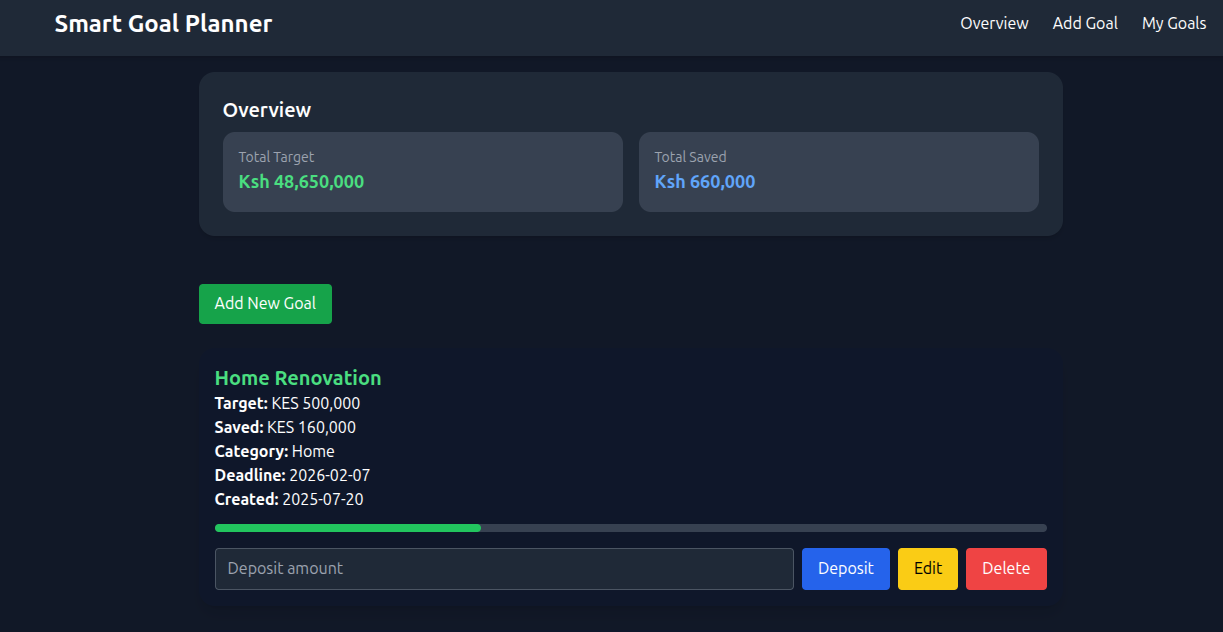 Smart Goal Planner
Overview Add Goal My Goals
Overview
Total Target
Ksh 48,650,000
Total Saved
Ksh 660,000
Add New Goal
Home Renovation
Target: KES 500,000
Saved: KES 160,000
Category: Home
Deadline: 2026-02-07
Created: 2025-07-20
Deposit amount Deposit Edit Delete